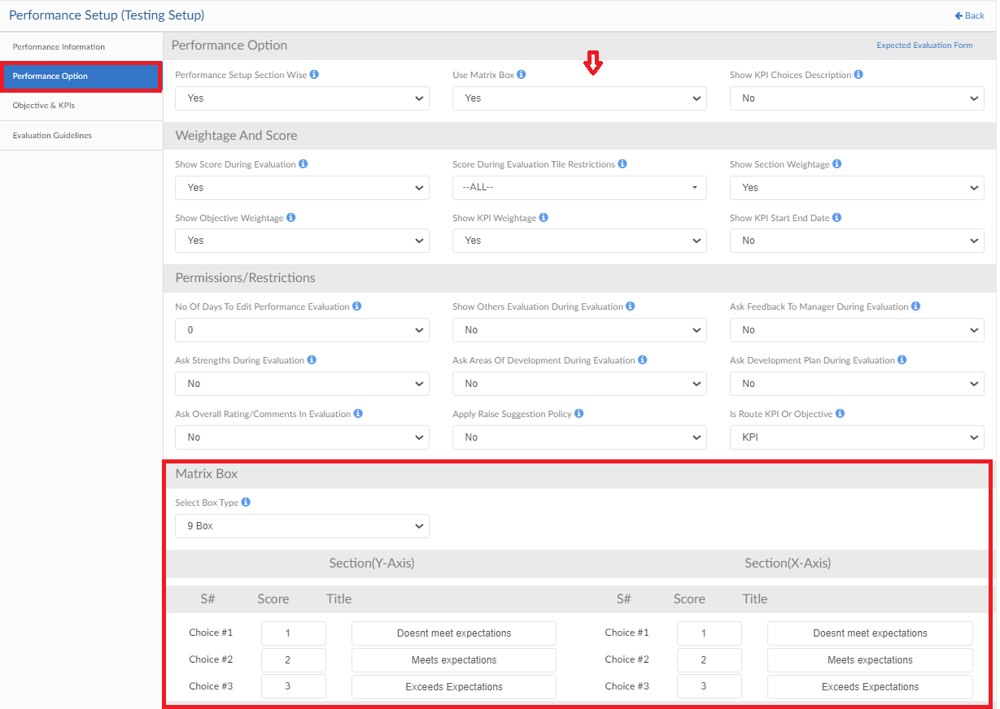 Performance Setup (Testing Setup)
Back
Performance Information
Performance Option
Objective & KPIs
Evaluation Guidelines
Performance Option
Expected Evaluation Form
Performance Setup Section Wise
Use Matrix Box
Show KPI Choices Description
Yes
Yes
No
Weightage And Score
Show Score During Evaluation
Score During Evaluation Tile Restrictions
Show Section Weightage
Yes
--ALL--
Yes
Show Objective Weightage
Show KPI Weightage
Show KPI Start End Date
Yes
Yes
No
Permissions/Restrictions
No Of Days To Edit Performance Evaluation
Show Others Evaluation During Evaluation
Ask Feedback To Manager During Evaluation
0
No
No
Ask Strengths During Evaluation
Ask Areas Of Development During Evaluation
Ask Development Plan During Evaluation
No
No
No
Ask Overall Rating/Comments In Evaluation
Apply Raise Suggestion Policy
Is Route KPI Or Objective
No
No
KPI
Matrix Box
Select Box Type
9 Box
Section(Y-Axis)
Section(X-Axis)
S# Score Title
S# Score Title
Choice #1 1 Doesnt meet expectations
Choice #1 1 Doesnt meet expectations
Choice #2 2 Meets expectations
Choice #2 2 Meets expectations
Choice #3 3 Exceeds Expectations
Choice #3 3 Exceeds Expectations